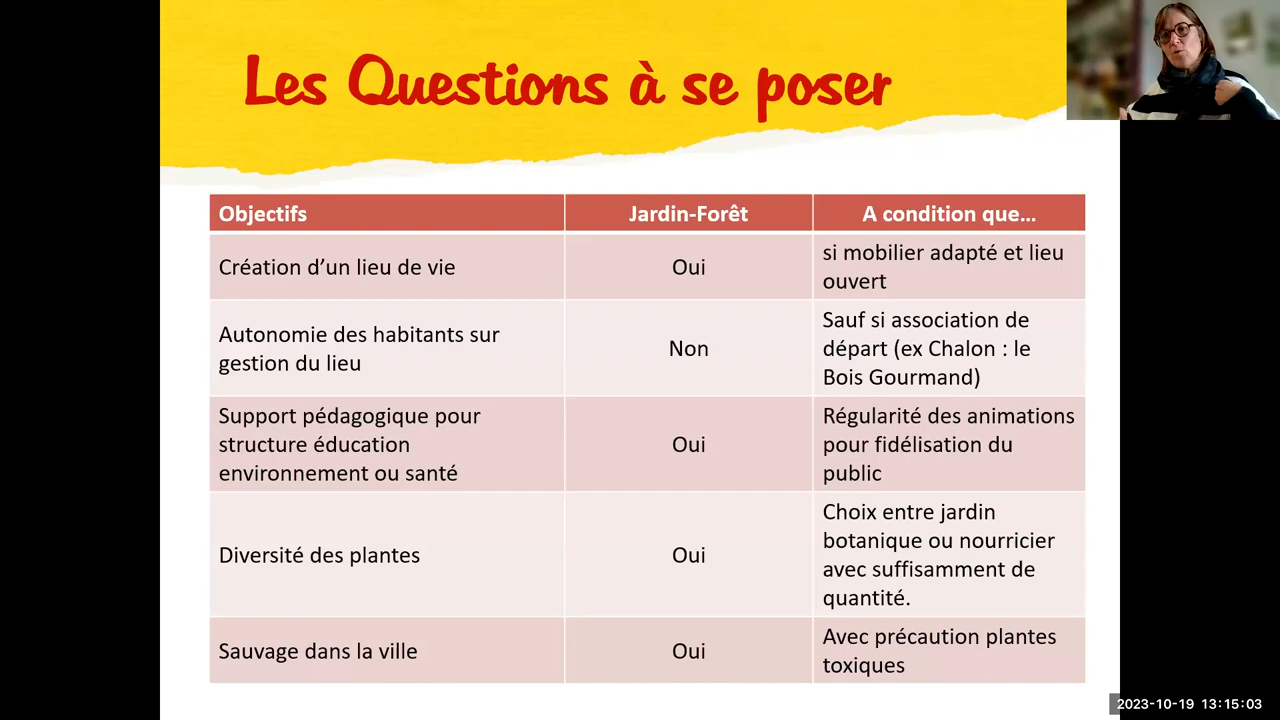 Les Questions à se poser
Objectifs
Jardin-Forêt
A condition que…
Création d’un lieu de vie
Oui
si mobilier adapté et lieu
ouvert
Autonomie des habitants sur
gestion du lieu
Non
Sauf si association de
départ (ex Chalon : le
Bois Gourmand)
Support pédagogique pour
structure éducation
environnement ou santé
Oui
Régularité des animations
pour fidélisation du
public
Diversité des plantes
Oui
Choix entre jardin
botanique ou nourricier
avec suffisamment de
quantité.
Sauvage dans la ville
Oui
Avec précaution plantes
toxiques
2023-10-19 13:15:03